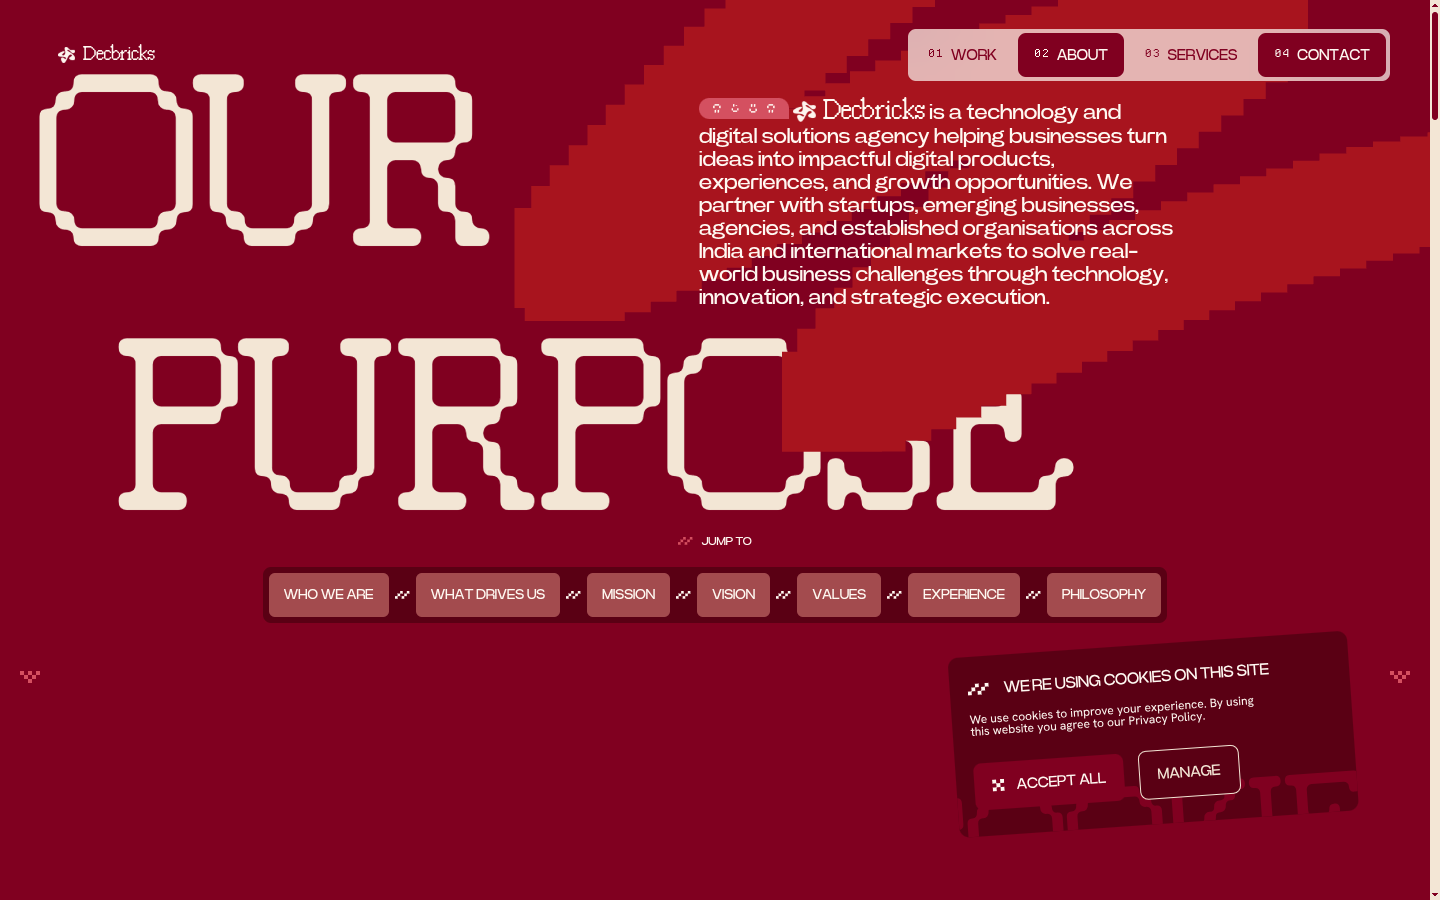 Decbricks
01 WORK
02 ABOUT
03 SERVICES
04 CONTACT
OUR
Decbricks is a technology and
digital solutions agency helping businesses turn
ideas into impactful digital products,
experiences, and growth opportunities. We
partner with startups, emerging businesses,
agencies, and established organisations across
India and international markets to solve real-
world business challenges through technology,
innovation, and strategic execution.
PURPOSE
JUMP TO
WHO WE ARE
WHAT DRIVES US
MISSION
VISION
VALUES
EXPERIENCE
PHILOSOPHY
WE'RE USING COOKIES ON THIS SITE
We use cookies to improve your experience. By using
this website you agree to our Privacy Policy.
ACCEPT ALL
MANAGE